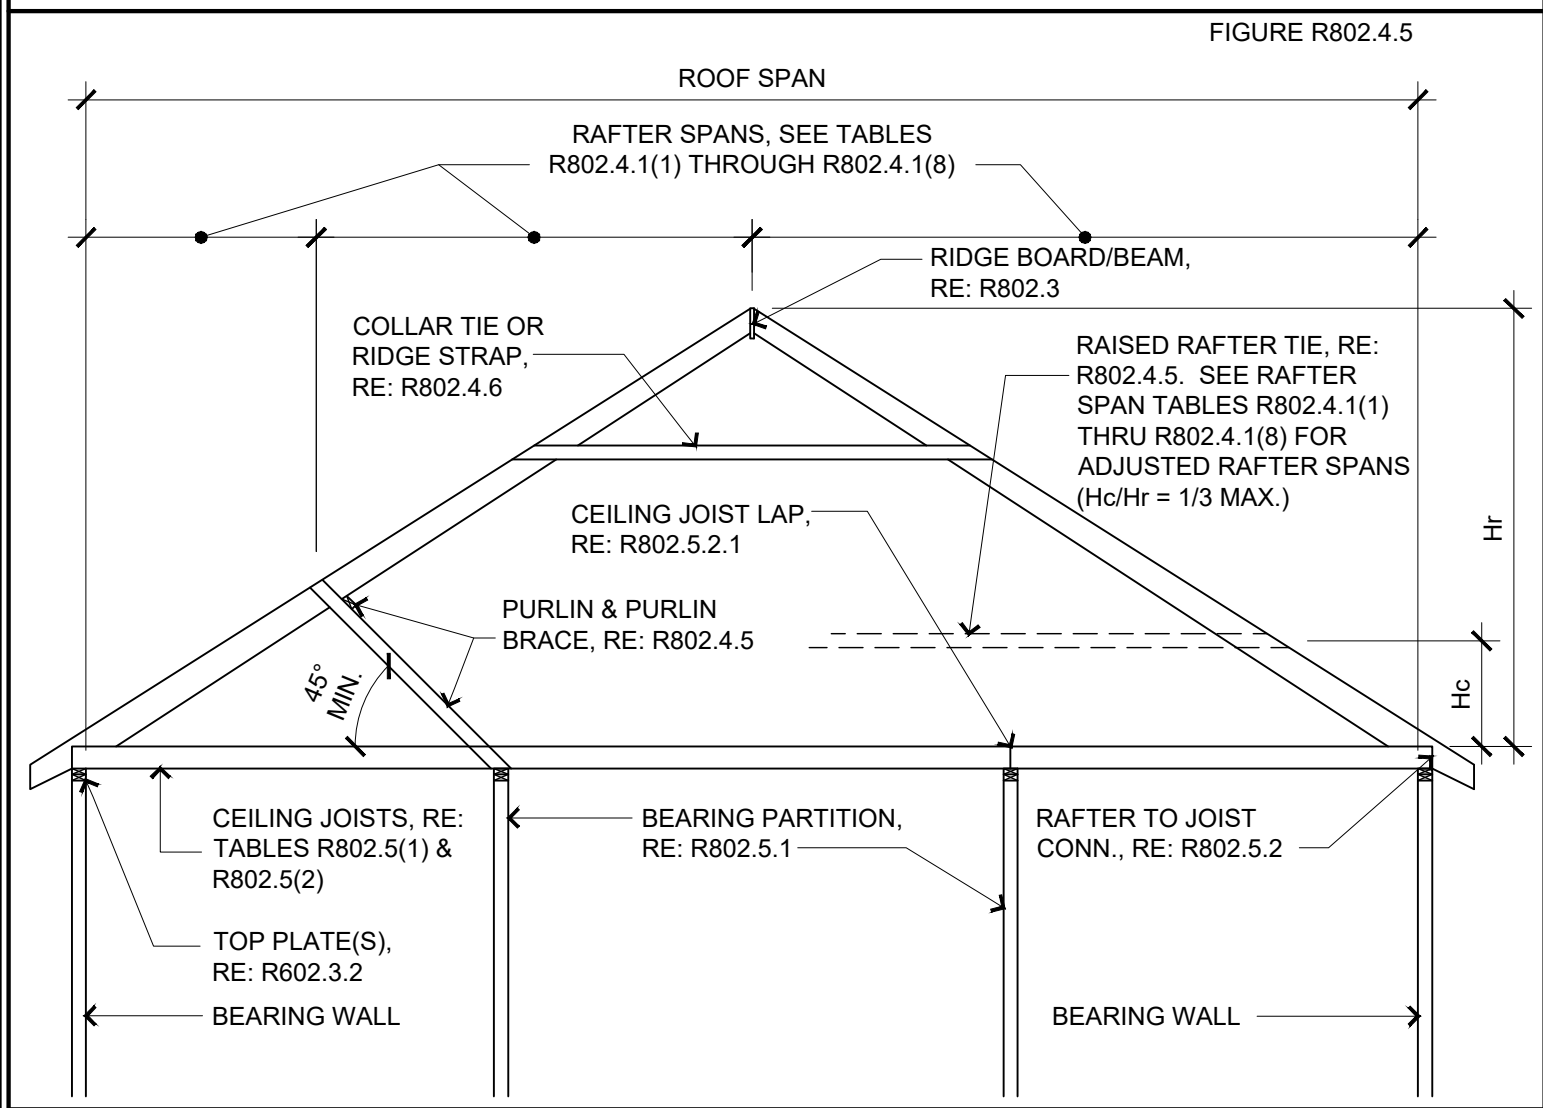 FIGURE R802.4.5
ROOF SPAN
RAFTER SPANS, SEE TABLES
R802.4.1(1) THROUGH R802.4.1(8)
RIDGE BOARD/BEAM,
RE: R802.3
COLLAR TIE OR
RIDGE STRAP,
RE: R802.4.6
RAISED RAFTER TIE, RE:
R802.4.5. SEE RAFTER
SPAN TABLES R802.4.1(1)
THRU R802.4.1(8) FOR
ADJUSTED RAFTER SPANS
(Hc/Hr = 1/3 MAX.)
Hr
CEILING JOIST LAP,
RE: R802.5.2.1
PURLIN & PURLIN
BRACE, RE: R802.4.5
45°
MIN.
Hc
CEILING JOISTS, RE:
TABLES R802.5(1) &
R802.5(2)
BEARING PARTITION,
RE: R802.5.1
RAFTER TO JOIST
CONN., RE: R802.5.2
TOP PLATE(S),
RE: R602.3.2
BEARING WALL
BEARING WALL